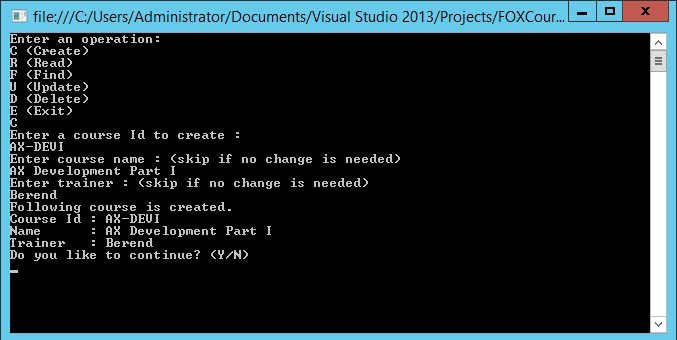 file:///C:/Users/Administrator/Documents/Visual Studio 2013/Projects/FOXCour...
Enter an operation:
C (Create)
R (Read)
F (Find)
U (Update)
D (Delete)
E (Exit)
C
Enter a course Id to create :
AX-DEVI
Enter course name : (skip if no change is needed)
AX Development Part I
Enter trainer : (skip if no change is needed)
Berend
Following course is created.
Course Id : AX-DEVI
Name      : AX Development Part I
Trainer   : Berend
Do you like to continue? (Y/N)